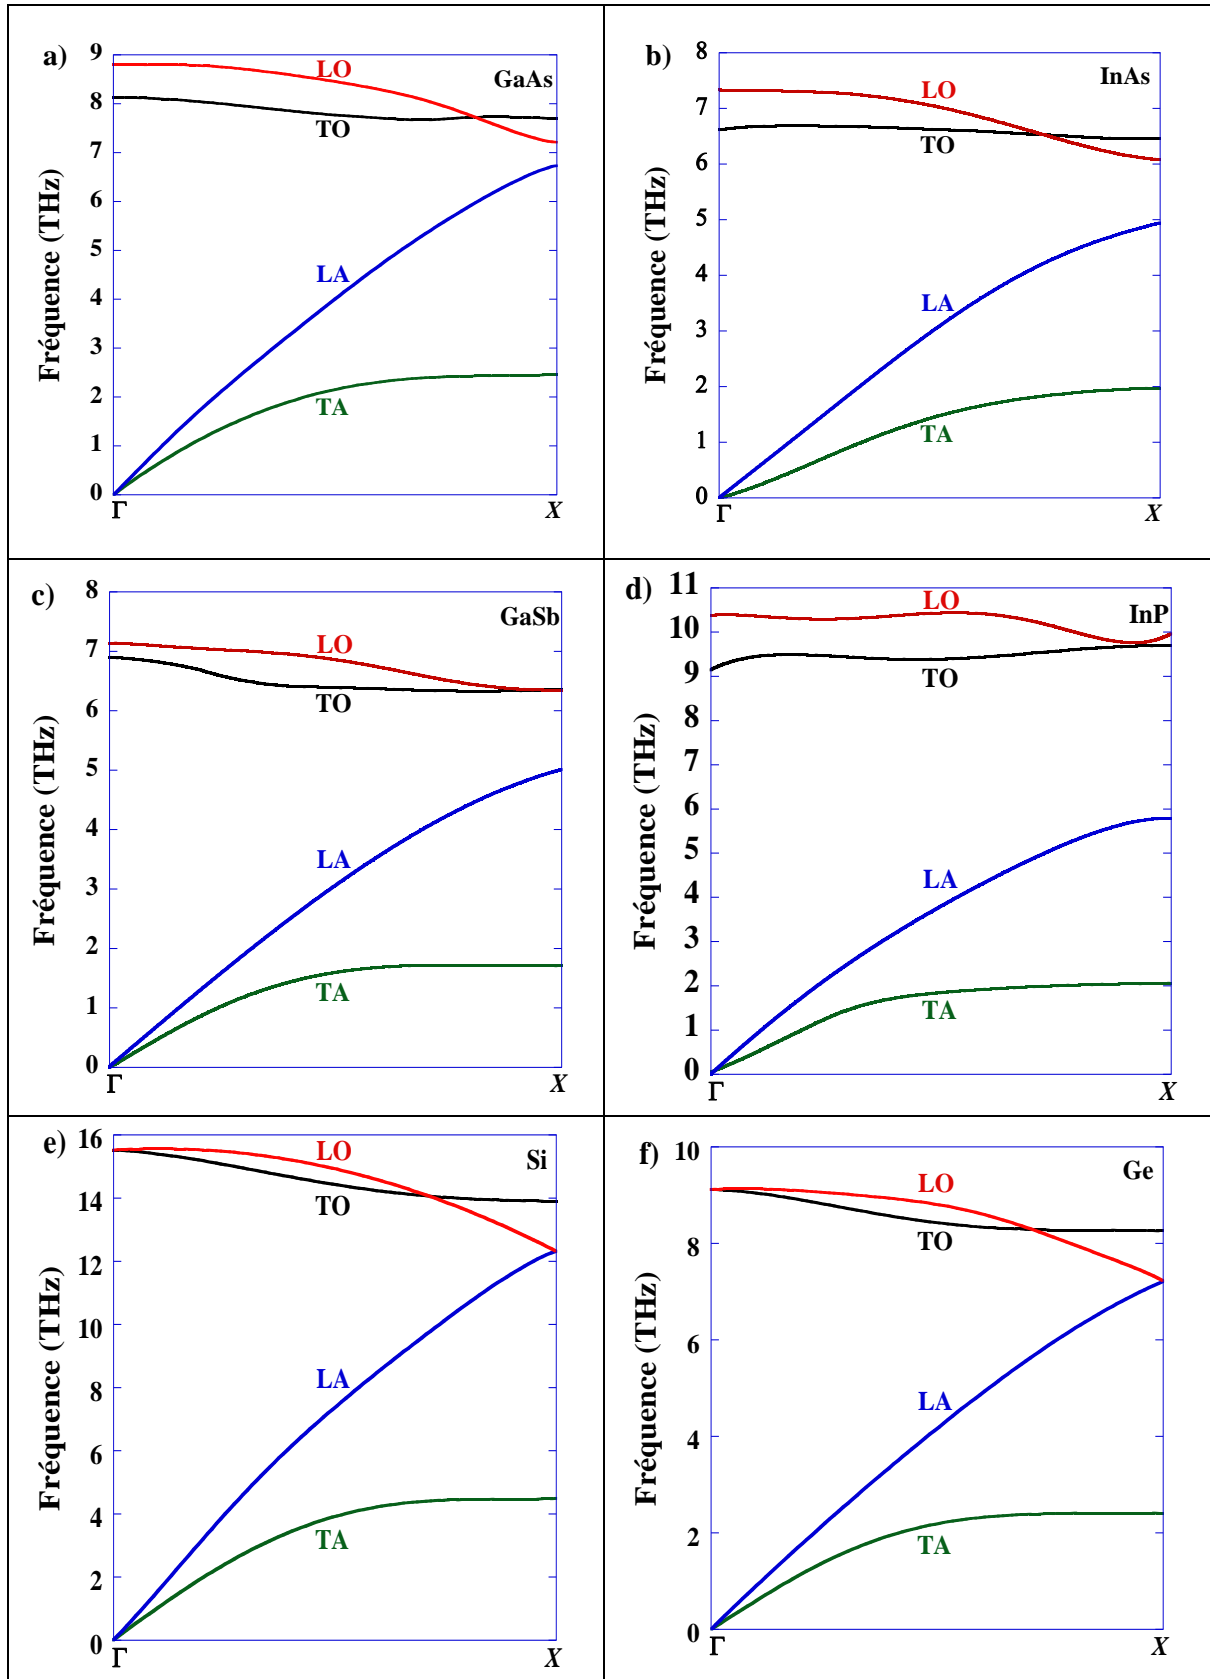 a)
GaAs
9
8
7
6
5
4
3
2
1
0
Fréquence (THz)
LO
TO
LA
TA
Γ
X
b)
InAs
8
7
6
5
4
3
2
1
0
Fréquence (THz)
LO
TO
LA
TA
Γ
X
c)
GaSb
8
7
6
5
4
3
2
1
0
Fréquence (THz)
LO
TO
LA
TA
Γ
X
d)
InP
11
10
9
8
7
6
5
4
3
2
1
0
Fréquence (THz)
LO
TO
LA
TA
Γ
X
e)
Si
16
14
12
10
8
6
4
2
0
Fréquence (THz)
LO
TO
LA
TA
Γ
X
f)
Ge
10
8
6
4
2
0
Fréquence (THz)
LO
TO
LA
TA
Γ
X